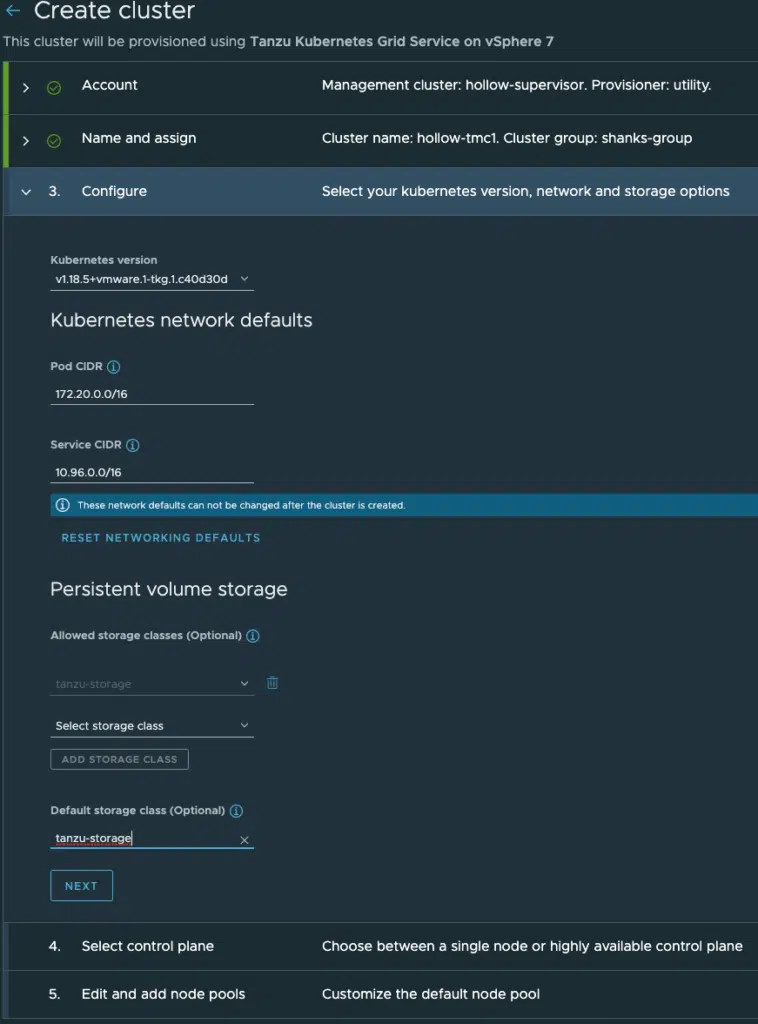 Create cluster
This cluster will be provisioned using Tanzu Kubernetes Grid Service on vSphere 7
Account Management cluster: hollow-supervisor. Provisioner: utility.
Name and assign Cluster name: hollow-tmc1. Cluster group: shanks-group
3. Configure Select your kubernetes version, network and storage options
Kubernetes version
v1.18.5+vmware.1-tkg.1.c40d30d
Kubernetes network defaults
Pod CIDR
172.20.0.0/16
Service CIDR
10.96.0.0/16
These network defaults can not be changed after the cluster is created.
RESET NETWORKING DEFAULTS
Persistent volume storage
Allowed storage classes (Optional)
tanzu-storage
Select storage class
ADD STORAGE CLASS
Default storage class (Optional)
tanzu-storage
NEXT
4. Select control plane Choose between a single node or highly available control plane
5. Edit and add node pools Customize the default node pool